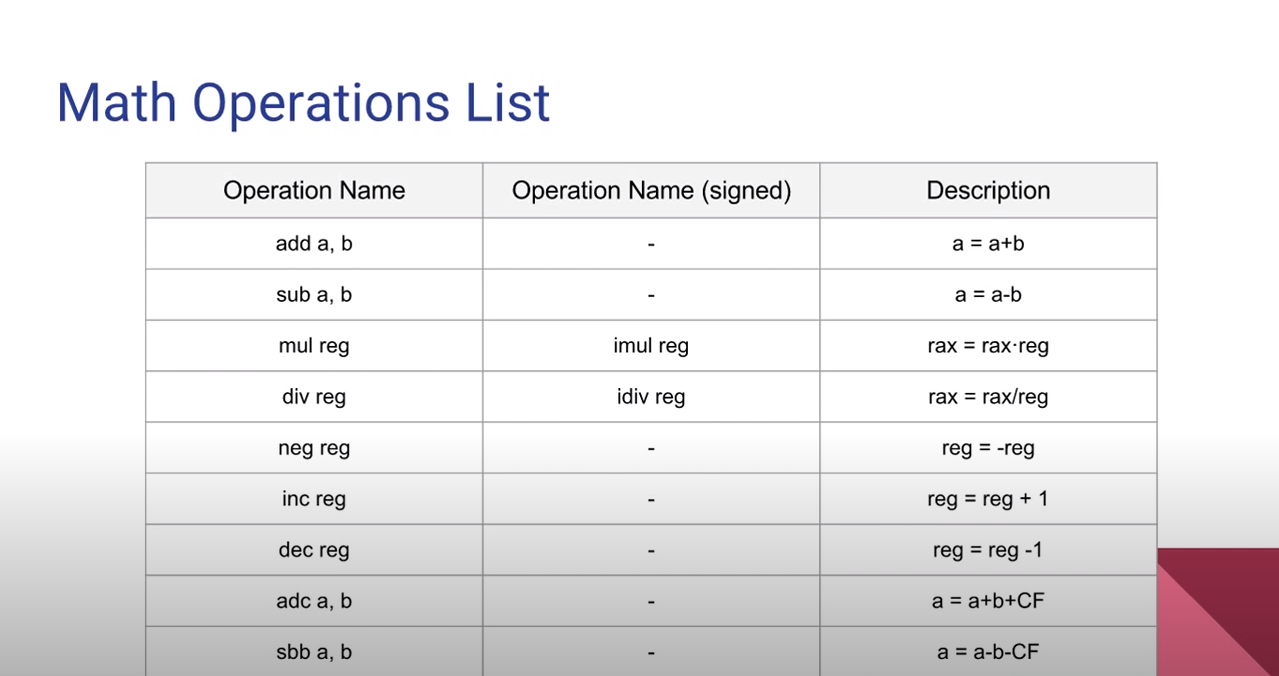 Math Operations List
Operation Name Operation Name (signed) Description
add a, b - a = a+b
sub a, b - a = a-b
mul reg imul reg rax = rax·reg
div reg idiv reg rax = rax/reg
neg reg - reg = -reg
inc reg - reg = reg + 1
dec reg - reg = reg -1
adc a, b - a = a+b+CF
sbb a, b - a = a-b-CF